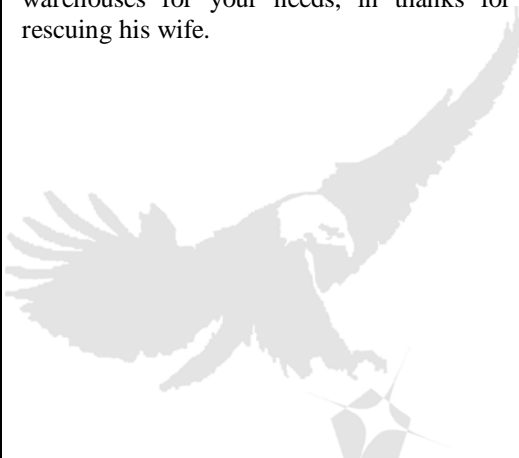 warehouses for your needs, in thanks for
rescuing his wife.